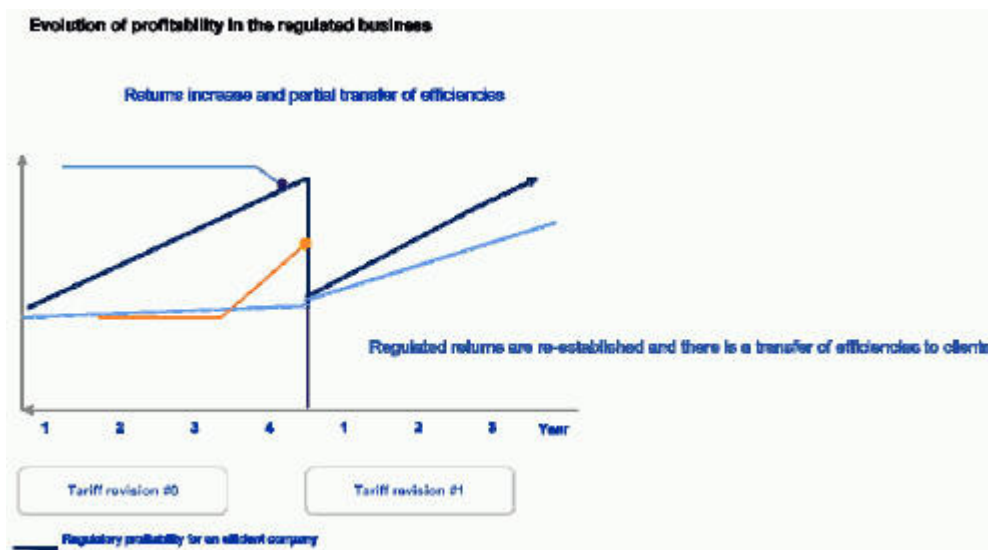 Evolution of profitability in the regulated business
Returns increase and partial transfer of efficiencies
Regulated returns are re-established and there is a transfer of efficiencies to clients
1 2 3 4 1 2 3 Year
Tariff revision #0 Tariff revision #1
Regulatory profitability for an efficient company